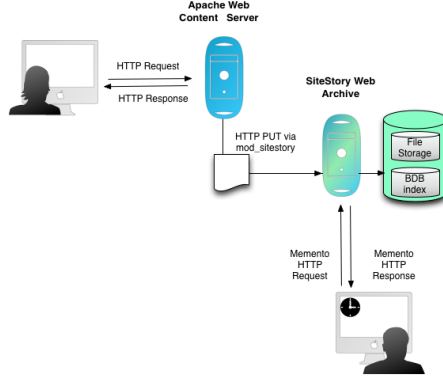 Apache Web
Content Server
HTTP Request
HTTP Response
SiteStory Web
Archive
HTTP PUT via
mod_sitestory
File
Storage
BDB
index
Memento
HTTP
Request
Memento
HTTP
Response